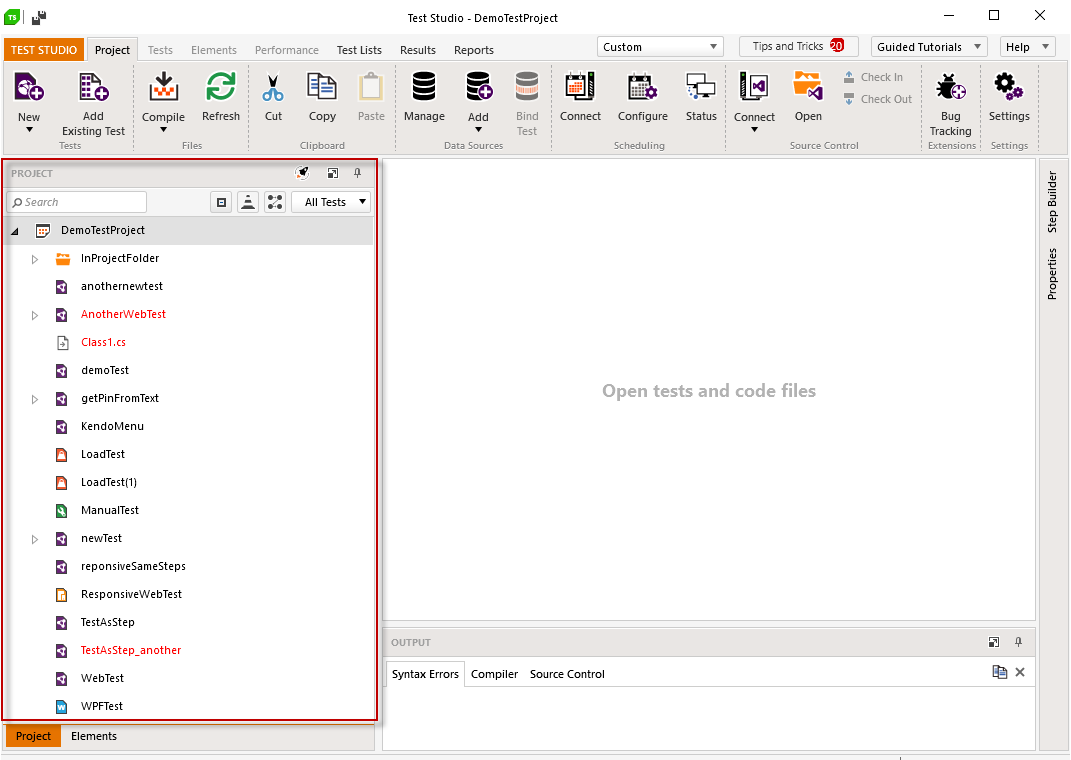 TS
Test Studio - DemoTestProject
TEST STUDIO Project Tests Elements Performance Test Lists Results Reports Custom Tips and Tricks 20 Guided Tutorials Help
New
Add
Existing Test
Tests
Compile
Refresh
Files
Cut
Copy
Paste
Clipboard
Manage
Add
Bind
Test
Data Sources
Connect
Configure
Status
Scheduling
Connect
Open
Check In
Check Out
Source Control
Bug
Tracking
Extensions
Settings
Settings
PROJECT
Search
All Tests
DemoTestProject
InProjectFolder
anothernewtest
AnotherWebTest
Class1.cs
demoTest
getPinFromText
KendoMenu
LoadTest
LoadTest(1)
ManualTest
newTest
reponsiveSameSteps
ResponsiveWebTest
TestAsStep
TestAsStep_another
WebTest
WPFTest
Project Elements
Open tests and code files
OUTPUT
Syntax Errors Compiler Source Control
Step Builder
Properties